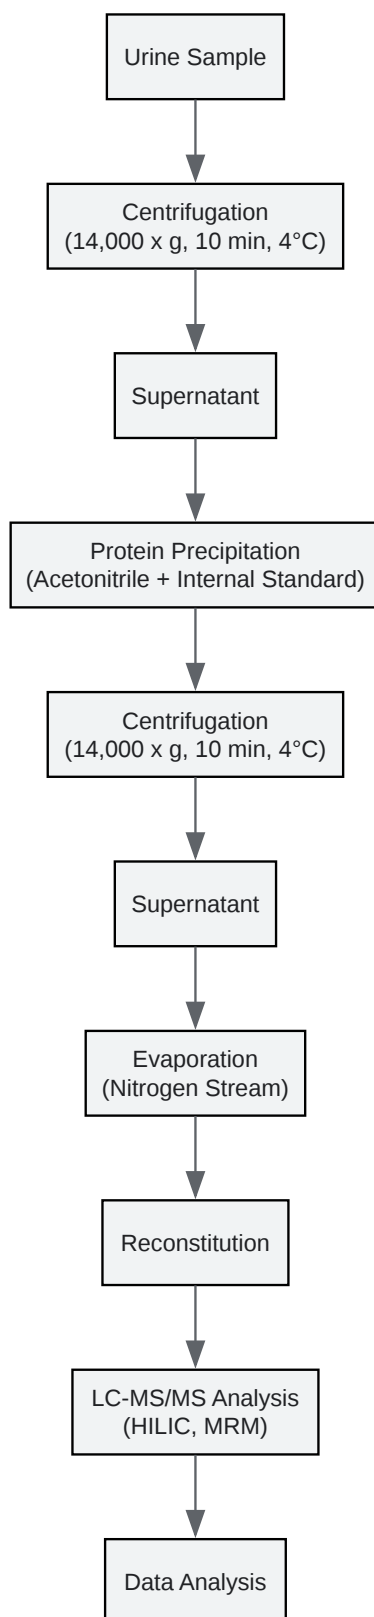 Urine Sample
Centrifugation
(14,000 x g, 10 min, 4°C)
Supernatant
Protein Precipitation
(Acetonitrile + Internal Standard)
Centrifugation
(14,000 x g, 10 min, 4°C)
Supernatant
Evaporation
(Nitrogen Stream)
Reconstitution
LC-MS/MS Analysis
(HILIC, MRM)
Data Analysis